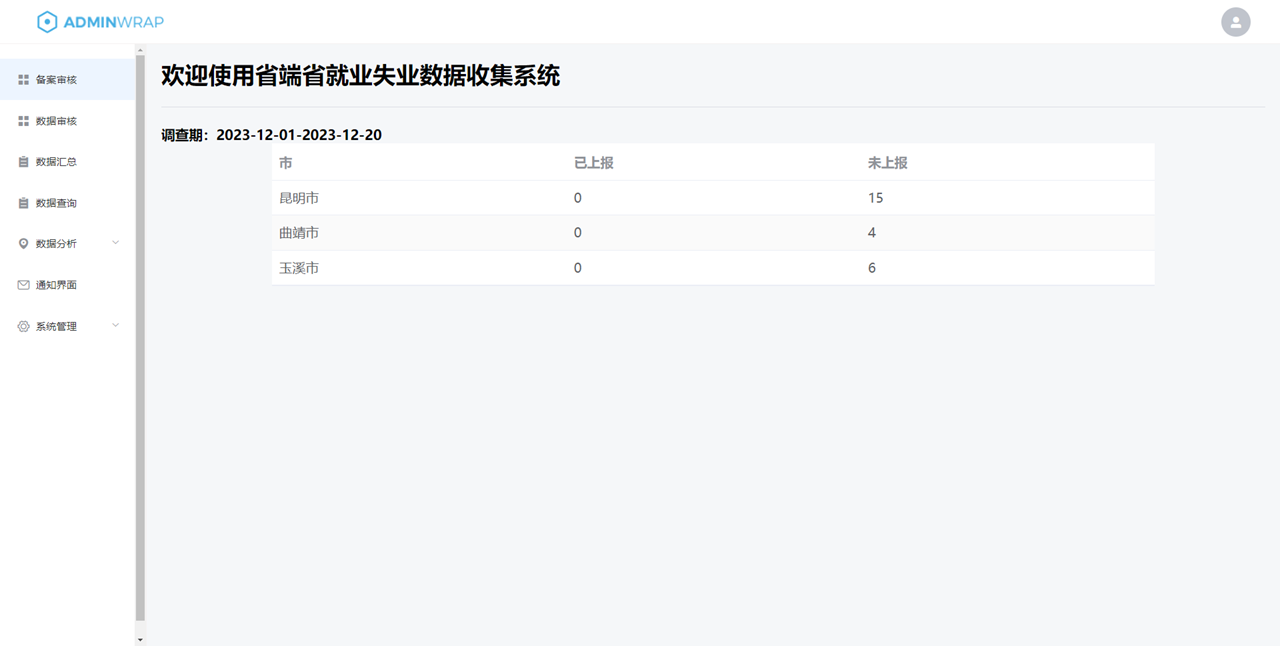 ADMINWRAP
备案审核
数据审核
数据汇总
数据查询
数据分析
通知界面
系统管理
欢迎使用省端省就业失业数据收集系统
调查期：2023-12-01-2023-12-20
市 已上报 未上报
昆明市 0 15
曲靖市 0 4
玉溪市 0 6